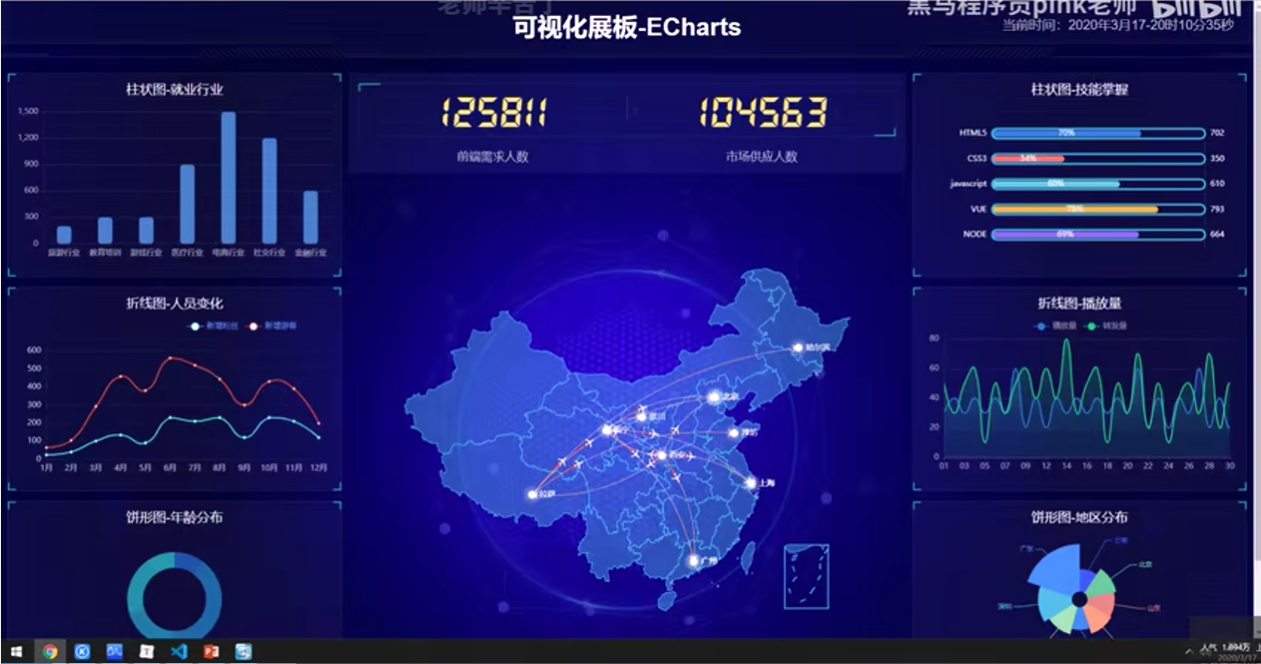 老师辛苦了
黑马程序员pink老师 bilibili
可视化展板-ECharts
当前时间：2020年3月17-20时10分35秒
柱状图-就业行业
1,500
1,200
900
600
300
0
旅游行业 教育培训 游戏行业 医疗行业 电商行业 社交行业 金融行业
125811 104563
前端需求人数 市场供应人数
柱状图-技能掌握
HTML5 70% 702
CSS3 34% 350
javascript 60% 610
VUE 78% 793
NODE 69% 664
折线图-人员变化
新增粉丝 新增游客
600
500
400
300
200
100
0
1月 2月 3月 4月 5月 6月 7月 8月 9月 10月 11月 12月
哈尔滨
北京
银川
潍坊
西宁
西安
上海
拉萨
广州
折线图-播放量
播放量 转发量
80
60
40
20
0
01 03 05 07 09 12 14 16 18 20 22 24 26 28 30
饼形图-年龄分布
饼形图-地区分布
云南
广东
北京
深圳
山东
人气 1.894万 上
2020/3/17